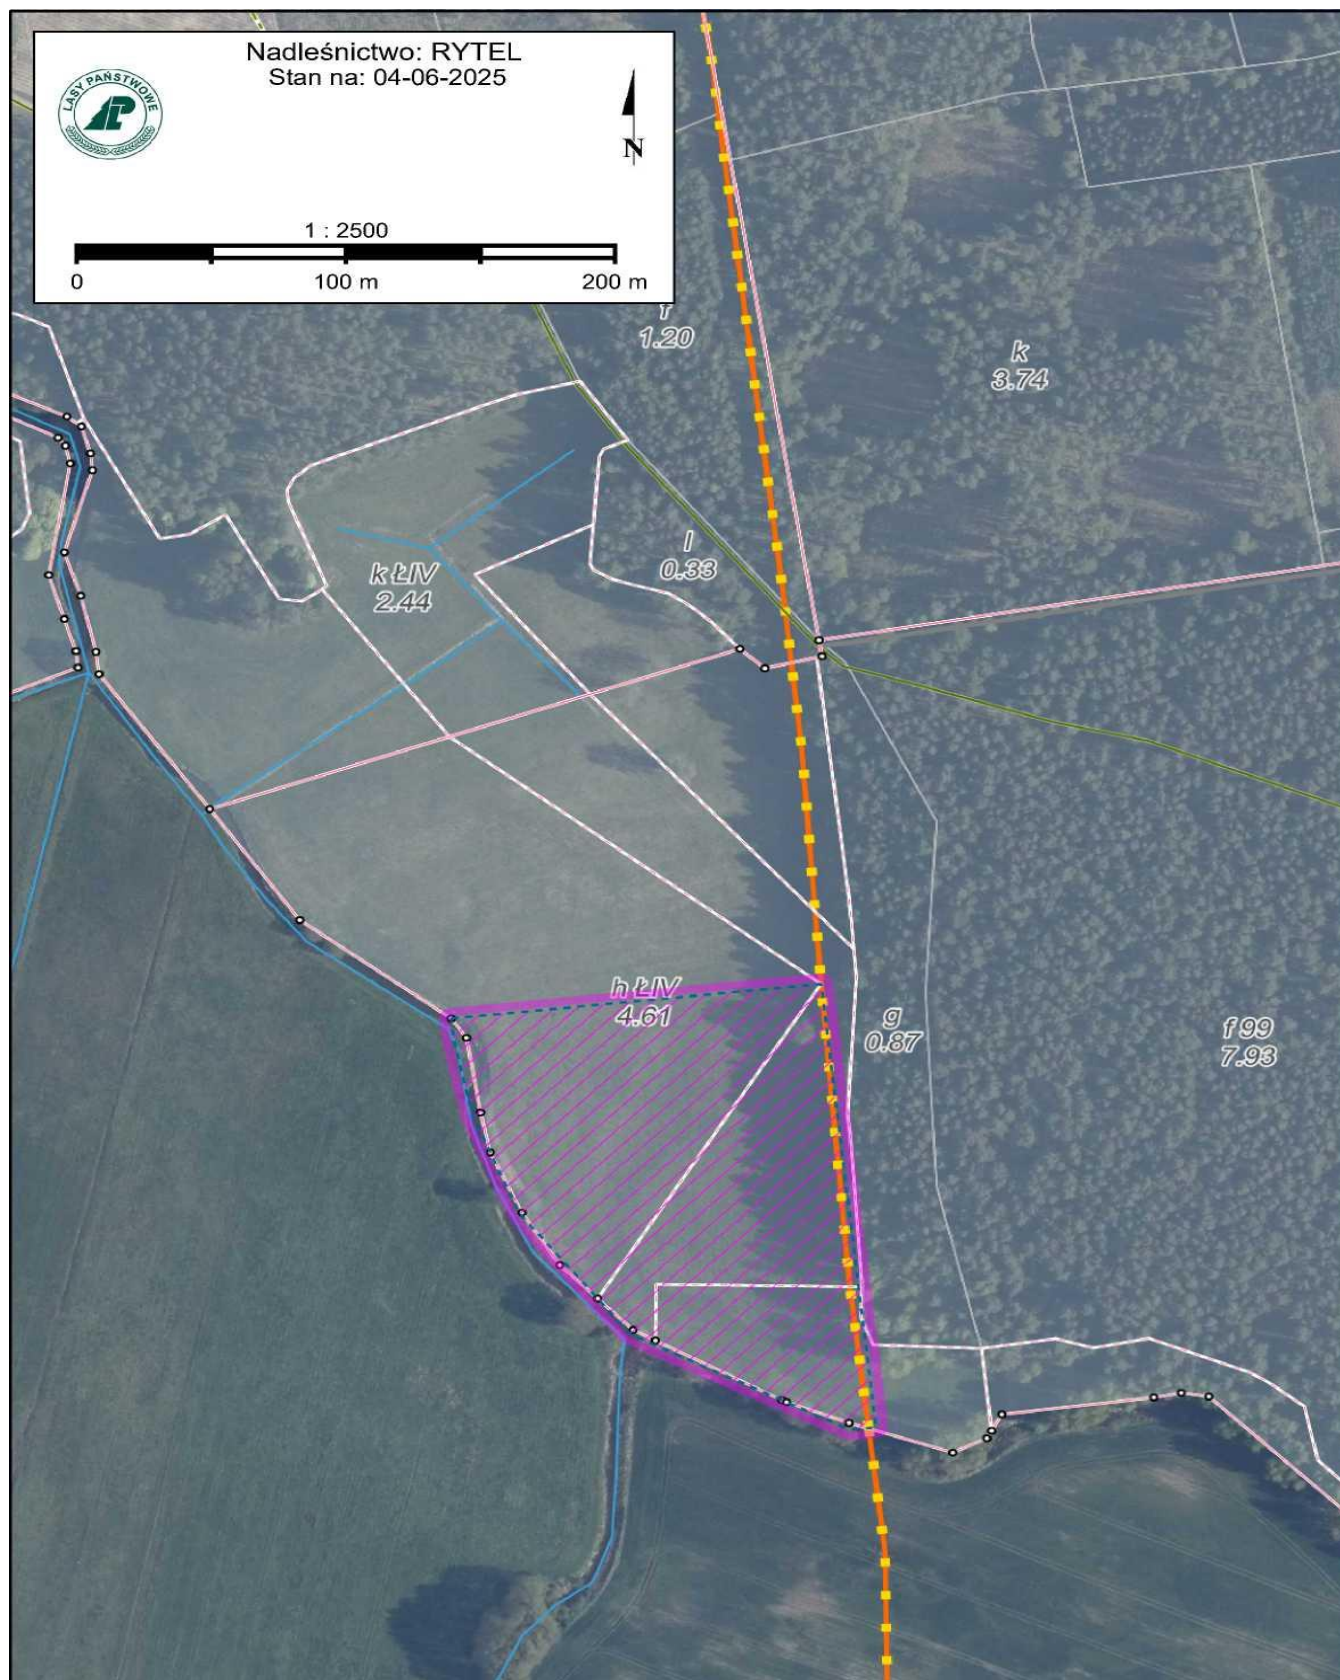 Nadleśnictwo: RYTEL
Stan na: 04-06-2025
LASY PAŃSTWOWE
N
1 : 2500
0 100 m 200 m
f
1.20
k
3.74
l
0.33
k ŁIV
2.44
h ŁIV
4.61
g
0.87
f 99
7.93